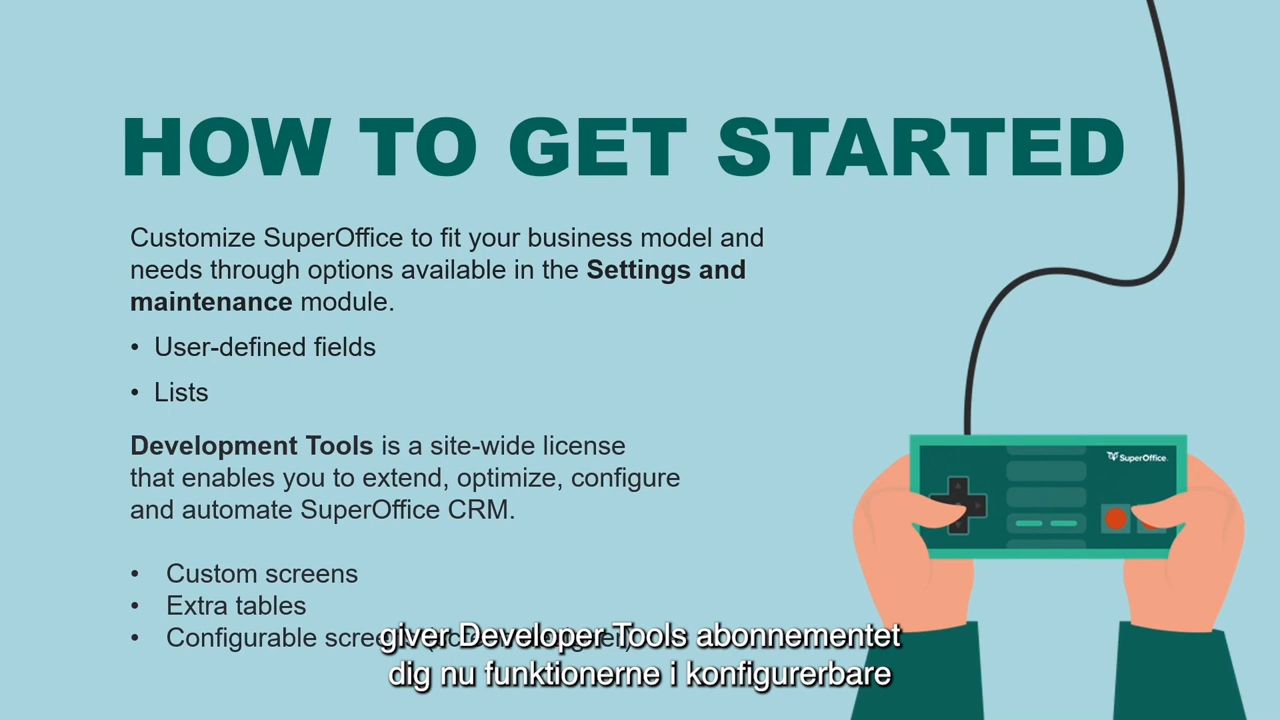 HOW TO GET STARTED
Customize SuperOffice to fit your business model and
needs through options available in the Settings and
maintenance module.
• User-defined fields
• Lists
Development Tools is a site-wide license
that enables you to extend, optimize, configure
and automate SuperOffice CRM.
• Custom screens
• Extra tables
• Configurable
SuperOffice.
giver Developer Tools abonnementet
dig nu funktionerne i konfigurerbare